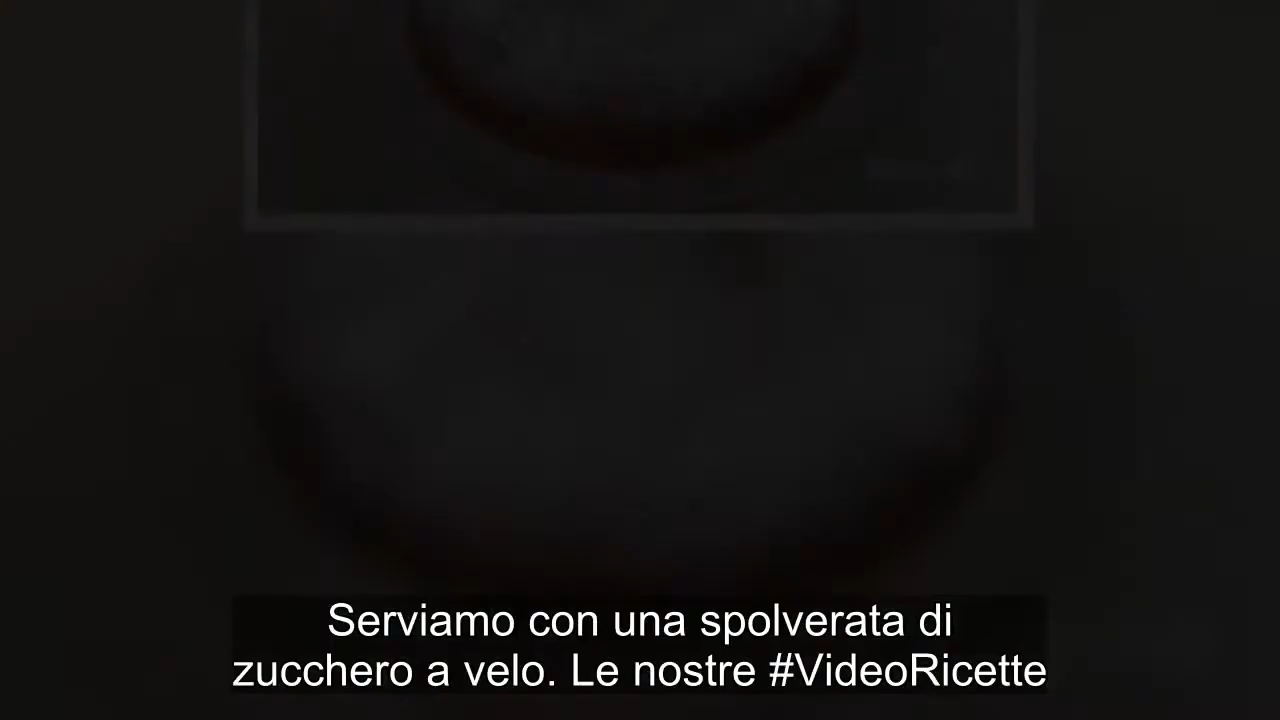 Serviamo con una spolverata di
zucchero a velo. Le nostre #VideoRicette